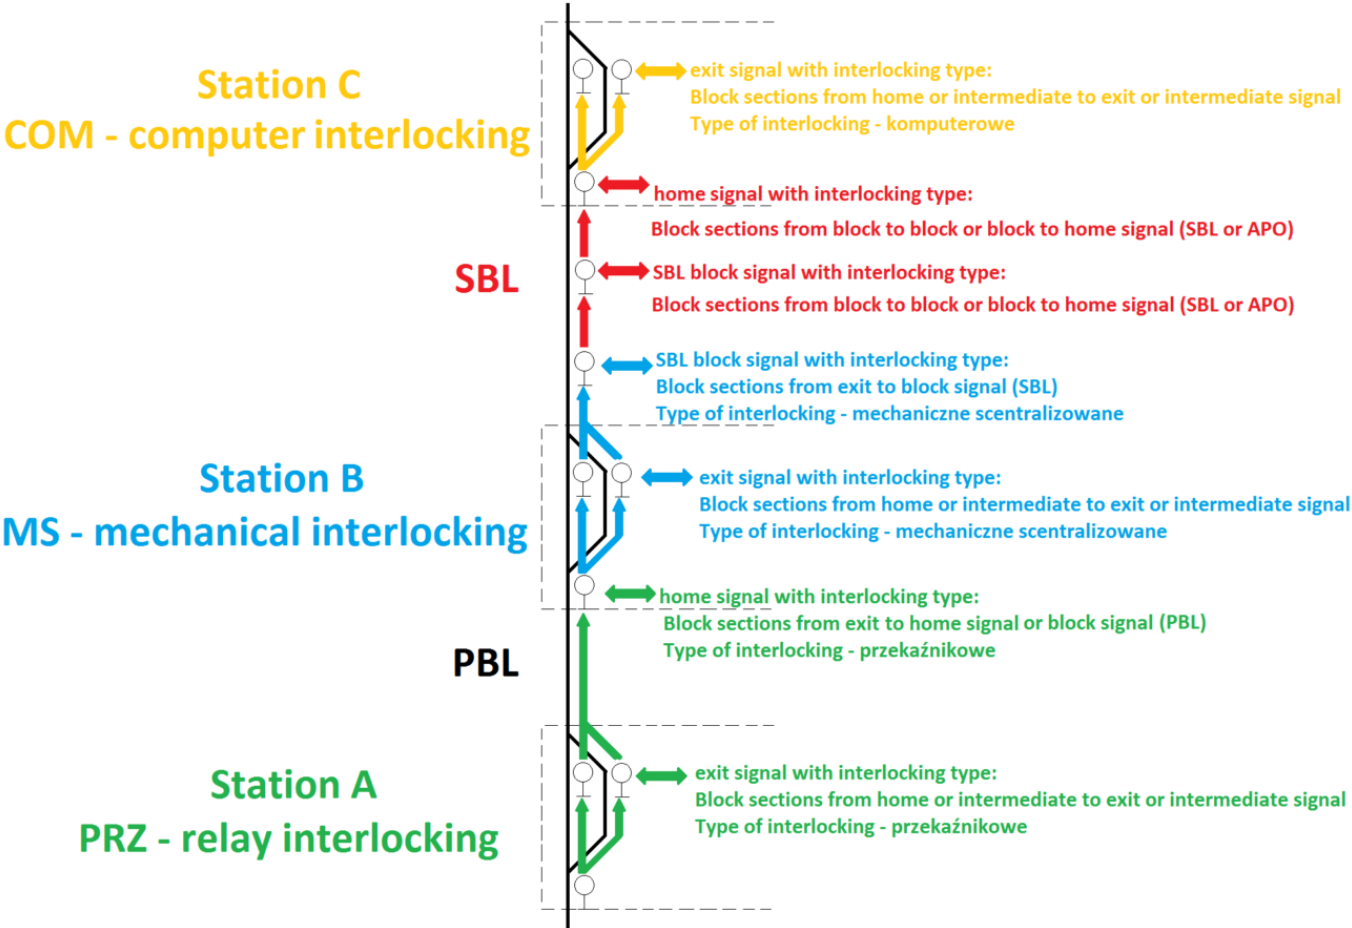 Station C
COM - computer interlocking
exit signal with interlocking type:
Block sections from home or intermediate to exit or intermediate signal
Type of interlocking - komputerowe
home signal with interlocking type:
Block sections from block to block or block to home signal (SBL or APO)
SBL
SBL block signal with interlocking type:
Block sections from block to block or block to home signal (SBL or APO)
SBL block signal with interlocking type:
Block sections from exit to block signal (SBL)
Type of interlocking - mechaniczne scentralizowane
Station B
MS - mechanical interlocking
exit signal with interlocking type:
Block sections from home or intermediate to exit or intermediate signal
Type of interlocking - mechaniczne scentralizowane
home signal with interlocking type:
Block sections from exit to home signal or block signal (PBL)
Type of interlocking - przekaźnikowe
PBL
Station A
PRZ - relay interlocking
exit signal with interlocking type:
Block sections from home or intermediate to exit or intermediate signal
Type of interlocking - przekaźnikowe